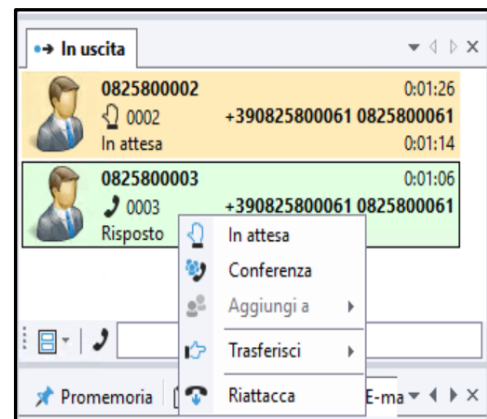 In uscita
0825800002 0:01:26
0002 +390825800061 0825800061
In attesa 0:01:14
0825800003 0:01:06
0003 +390825800061 0825800061
Risposto
In attesa
Conferenza
Aggiungi a
Trasferisci
Riattacca
Promemoria E-ma